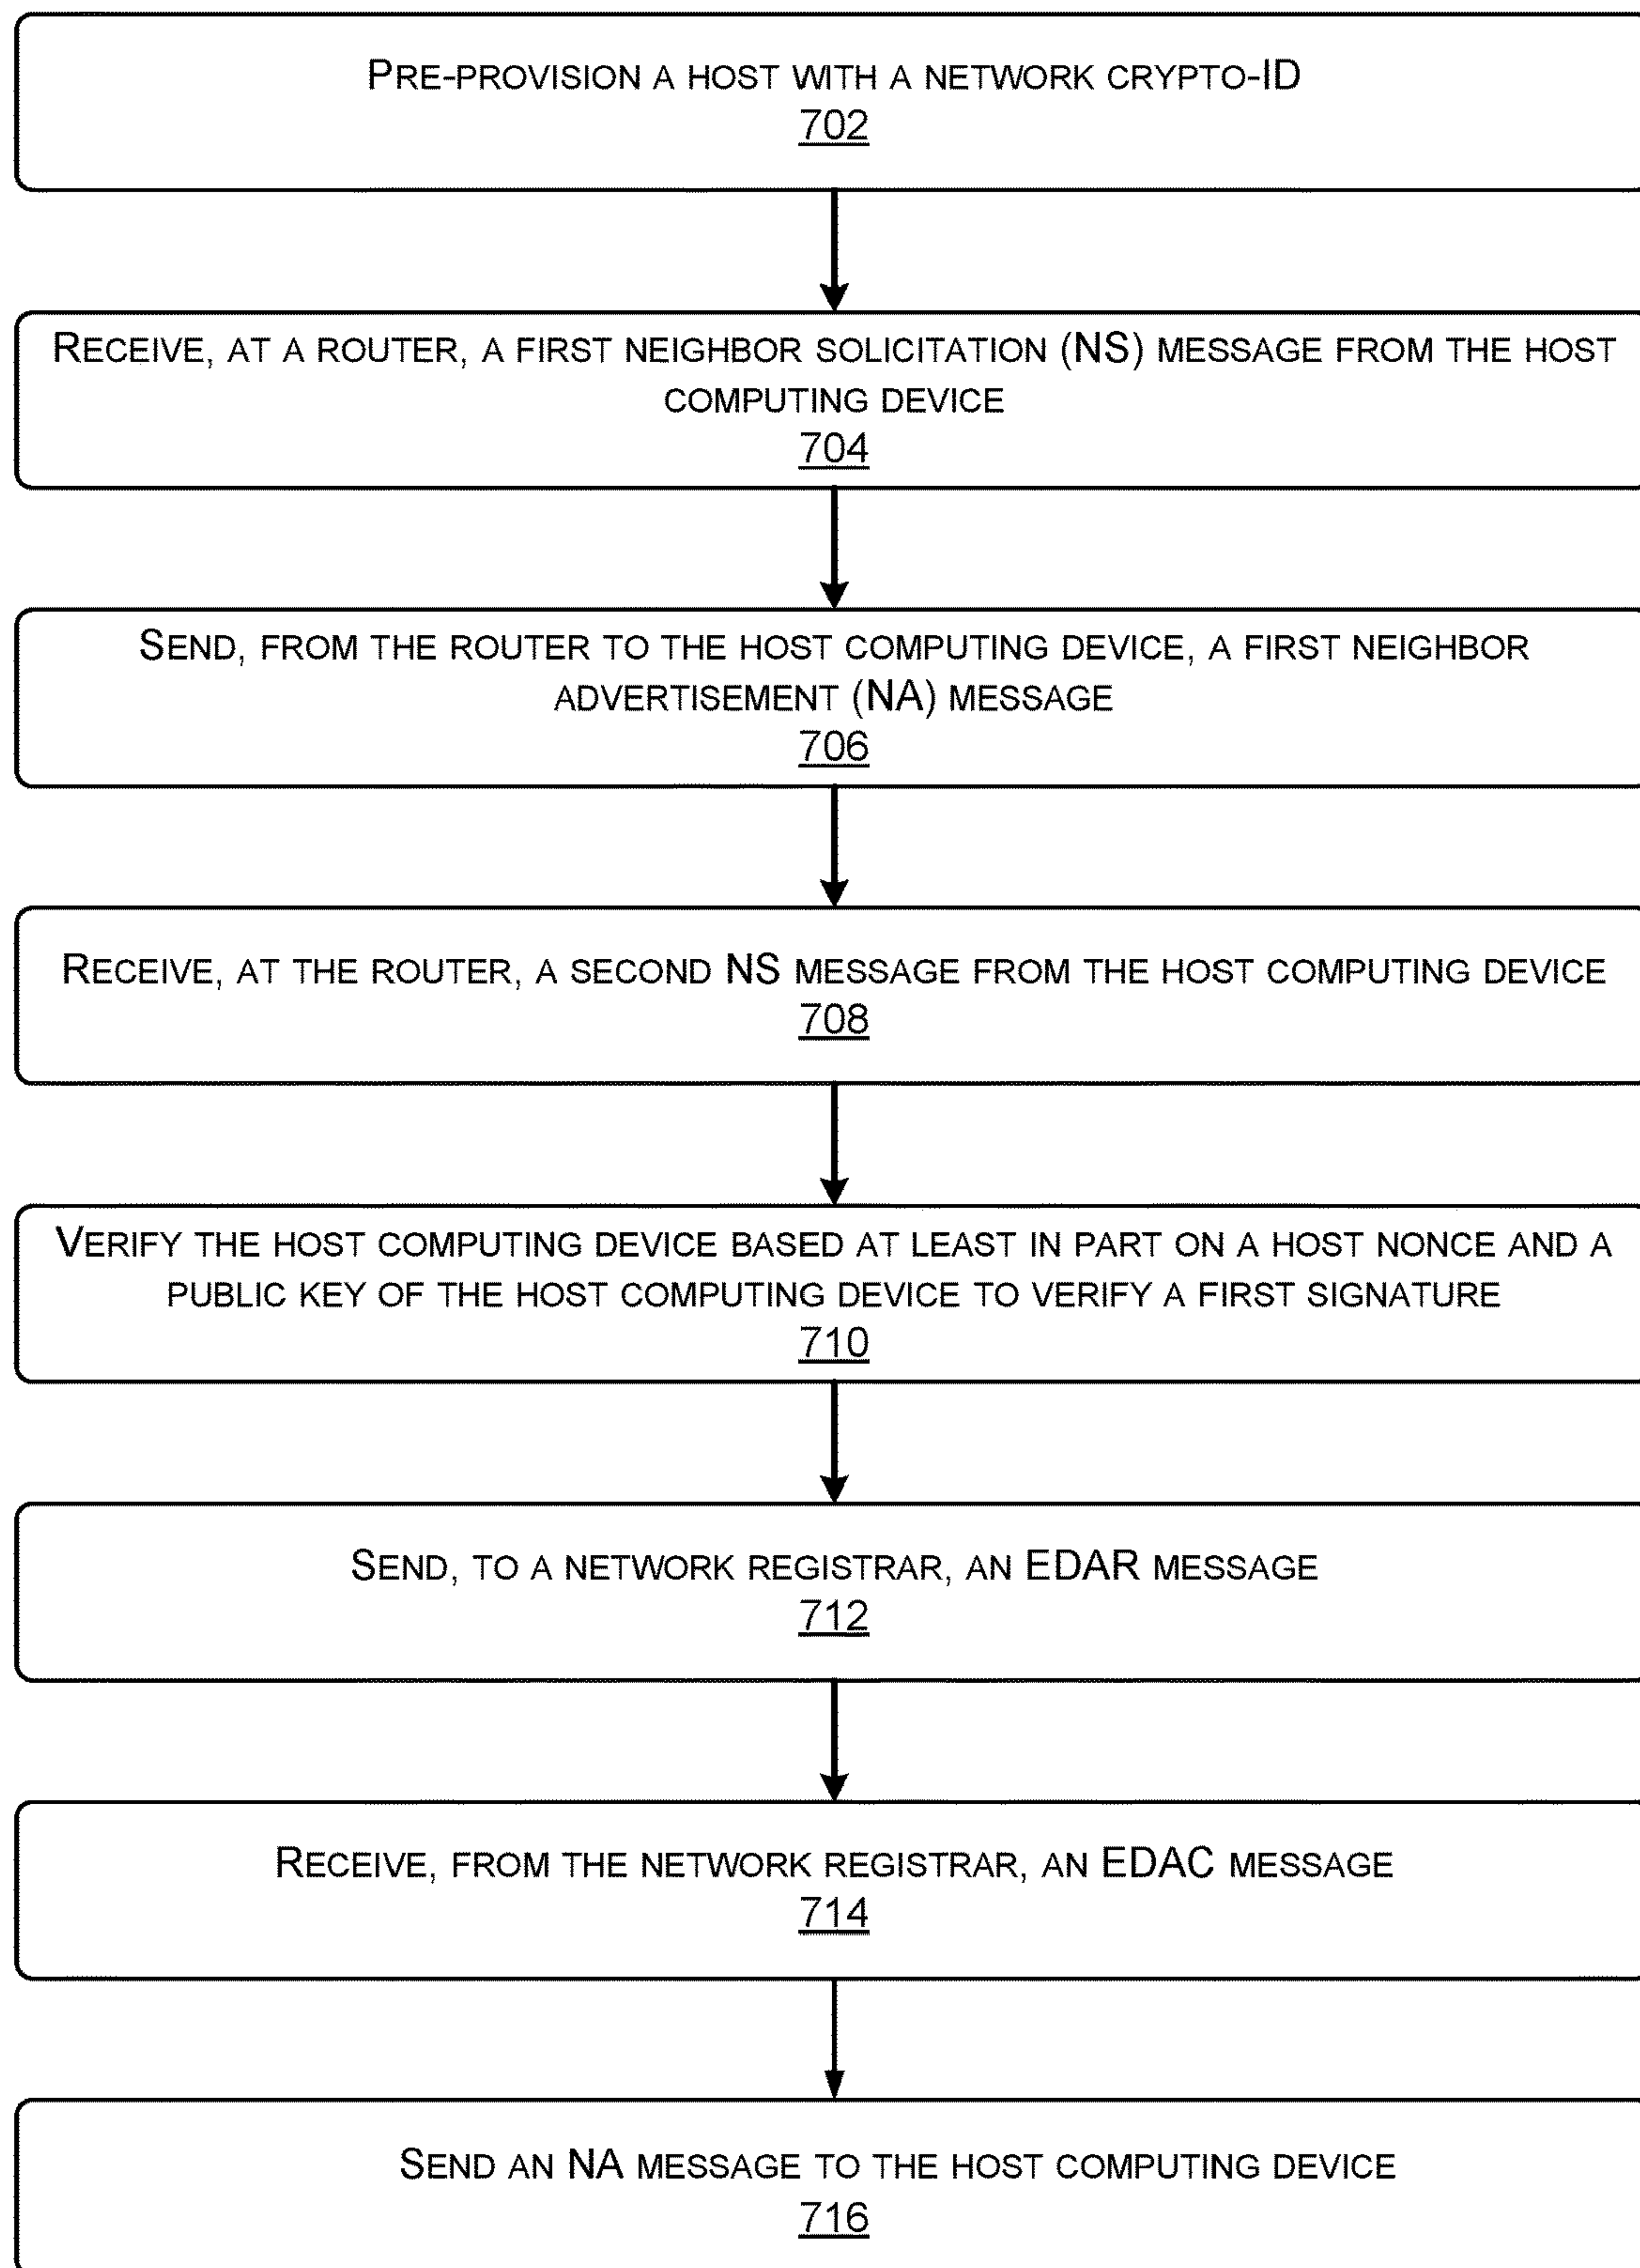 PRE-PROVISION A HOST WITH A NETWORK CRYPTO-ID
702
RECEIVE, AT A ROUTER, A FIRST NEIGHBOR SOLICITATION (NS) MESSAGE FROM THE HOST
COMPUTING DEVICE
704
SEND, FROM THE ROUTER TO THE HOST COMPUTING DEVICE, A FIRST NEIGHBOR
ADVERTISEMENT (NA) MESSAGE
706
RECEIVE, AT THE ROUTER, A SECOND NS MESSAGE FROM THE HOST COMPUTING DEVICE
708
VERIFY THE HOST COMPUTING DEVICE BASED AT LEAST IN PART ON A HOST NONCE AND A
PUBLIC KEY OF THE HOST COMPUTING DEVICE TO VERIFY A FIRST SIGNATURE
710
SEND, TO A NETWORK REGISTRAR, AN EDAR MESSAGE
712
RECEIVE, FROM THE NETWORK REGISTRAR, AN EDAC MESSAGE
714
SEND AN NA MESSAGE TO THE HOST COMPUTING DEVICE
716